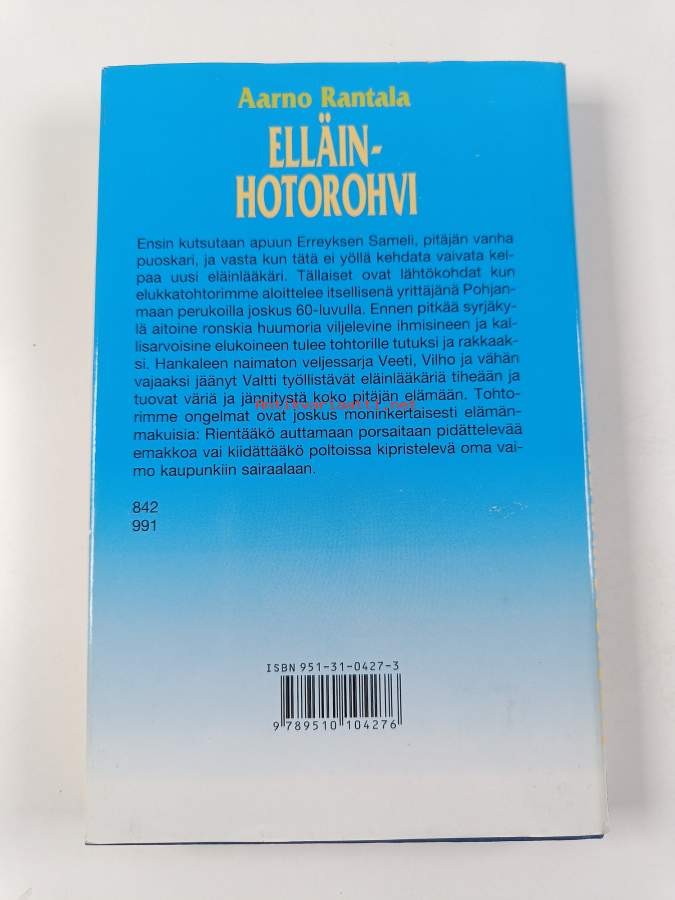 Aarno Rantala
ELLÄIN-
HOTOROHVI
Ensin kutsutaan apuun Erreyksen Sameli, pitäjän vanha
puoskari, ja vasta kun tätä ei yöllä kehdata vaivata kel-
paa uusi eläinlääkäri. Tällaiset ovat lähtökohdat kun
elukkatohtorimme aloittelee itsellisenä yrittäjänä Pohjan-
maan perukoilla joskus 60-luvulla. Ennen pitkää syrjäky-
lä aitoine ronskia huumoria viljelevine ihmisineen ja kal-
lisarvoisine elukoineen tulee tohtorille tutuksi ja rakkaak-
si. Hankaleen naimaton veljessarja Veeti, Vilho ja vähän
vajaaksi jäänyt Valtti työllistävät eläinlääkäriä tiheään ja
tuovat väriä ja jännitystä koko pitäjän elämään. Tohto-
rimme ongelmat ovat joskus moninkertaisesti elämän-
makuisia: Rientääkö auttamaan porsaitaan pidättelevää
emakkoa vai kiidättääkö poltoissa kipristelevä oma vai-
mo kaupunkiin sairaalaan.
842
991
ISBN 951-31-0427-3
9 789510 104276